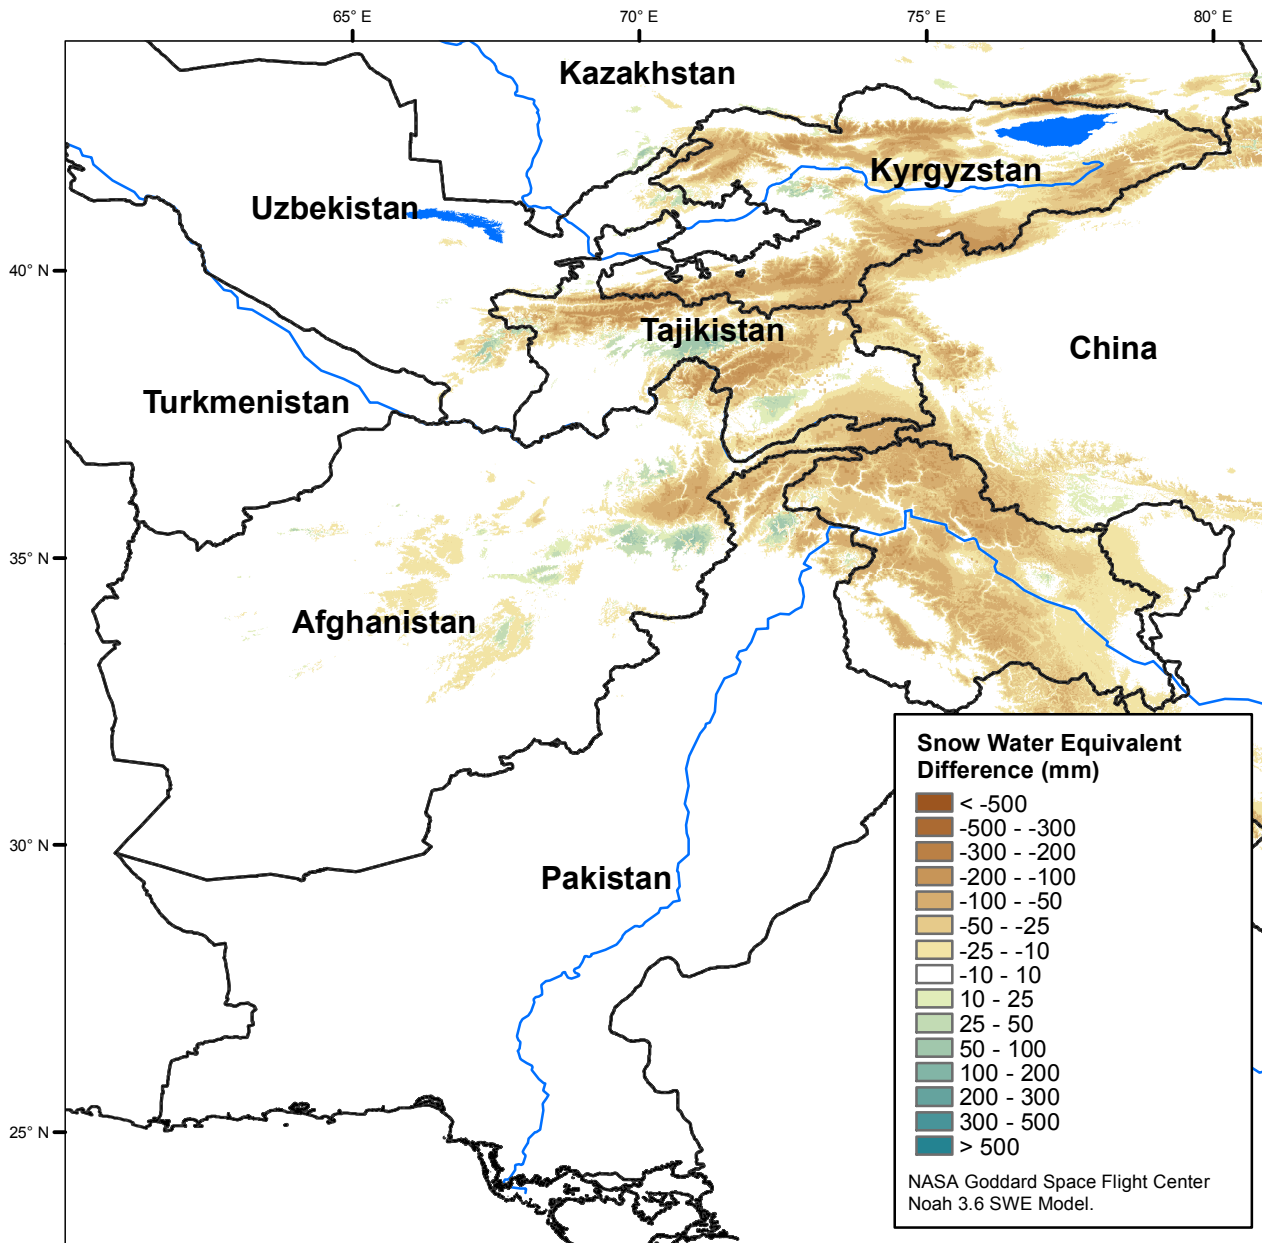 65° E
70° E
75° E
80° E
Kazakhstan
Kyrgyzstan
Uzbekistan
40° N
Tajikistan
China
Turkmenistan
35° N
Afghanistan
Snow Water Equivalent
Difference (mm)
< -500
-500 - -300
-300 - -200
-200 - -100
-100 - -50
-50 - -25
-25 - -10
-10 - 10
10 - 25
25 - 50
50 - 100
100 - 200
200 - 300
300 - 500
> 500
30° N
Pakistan
25° N
NASA Goddard Space Flight Center
Noah 3.6 SWE Model.